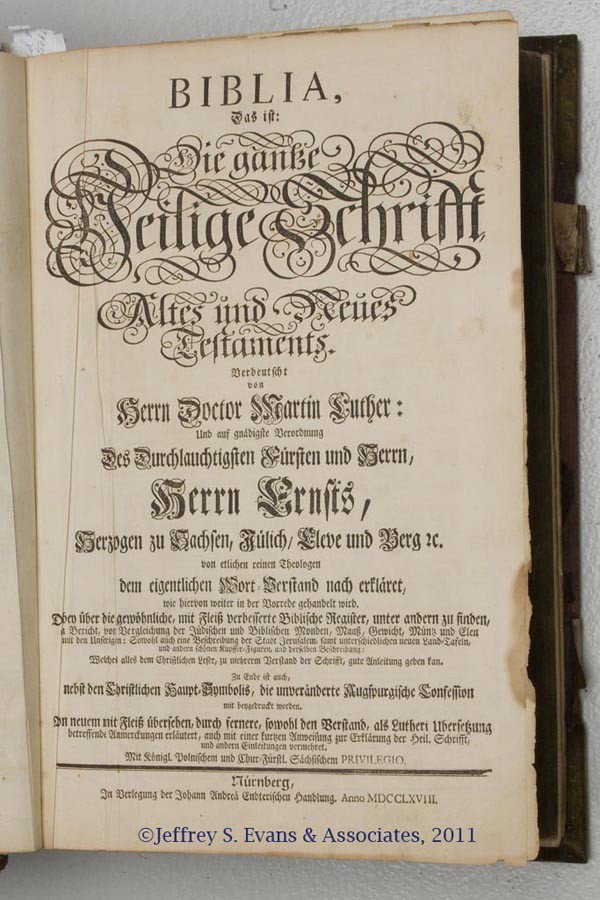 BIBLIA,
Das ist:
Die gantze
Heilige Schrifft,
Altes und Neues
Testaments.
Verdeutscht
von
Herrn Doctor Martin Luther:
Und auf gnädigste Verordnung
Des Durchlauchtigsten Fürsten und Herrn,
Herrn Ernsts,
Herzogen zu Sachsen, Jülich/ Cleve und Berg ꝛc.
von etlichen reinen Theologen
dem eigentlichen Wort-Verstand nach erkläret,
wie hiervon weiter in der Vorrede gehandelt wird.
über die gewöhnliche, mit Fleiß verbesserte Biblische Register, unter andern zu finden,
Bericht, von Vergleichung der Jüdischen und Biblischen Monden, Maaß, Gewicht, Müntz und Elen
mit den Unsrigen: Sowohl auch eine Beschreibung der Stadt Jerusalem, samt unterschiedlichen neuen Land-Tafeln,
und andern schönen Kupffer-Figuren, und derselben Beschreibung:
Welches alles dem Christlichen Leser, zu mehrerm Verstand der Schrifft, gute Anleitung geben kan.
Zu Ende ist auch,
nebst den Christlichen Haupt-Symbolis, die unveränderte Augspurgische Confession
mit beygedruckt worden.
In neuem mit Fleiß übersehen, durch fernere, sowohl den Verstand, als Lutheri Ubersetzung
betreffende Anmerckungen erläutert, auch mit einer kurtzen Anweisung zur Erklärung der Heil. Schrifft,
und andern Einleitungen vermehret.
Mit Königl. Polnischem und Chur-Fürstl. Sächsischem PRIVILEGIO.
Nürnberg,
In Verlegung der Johann Andreä Endterischen Handlung. Anno MDCCLXVIII.
©Jeffrey S. Evans & Associates, 2011